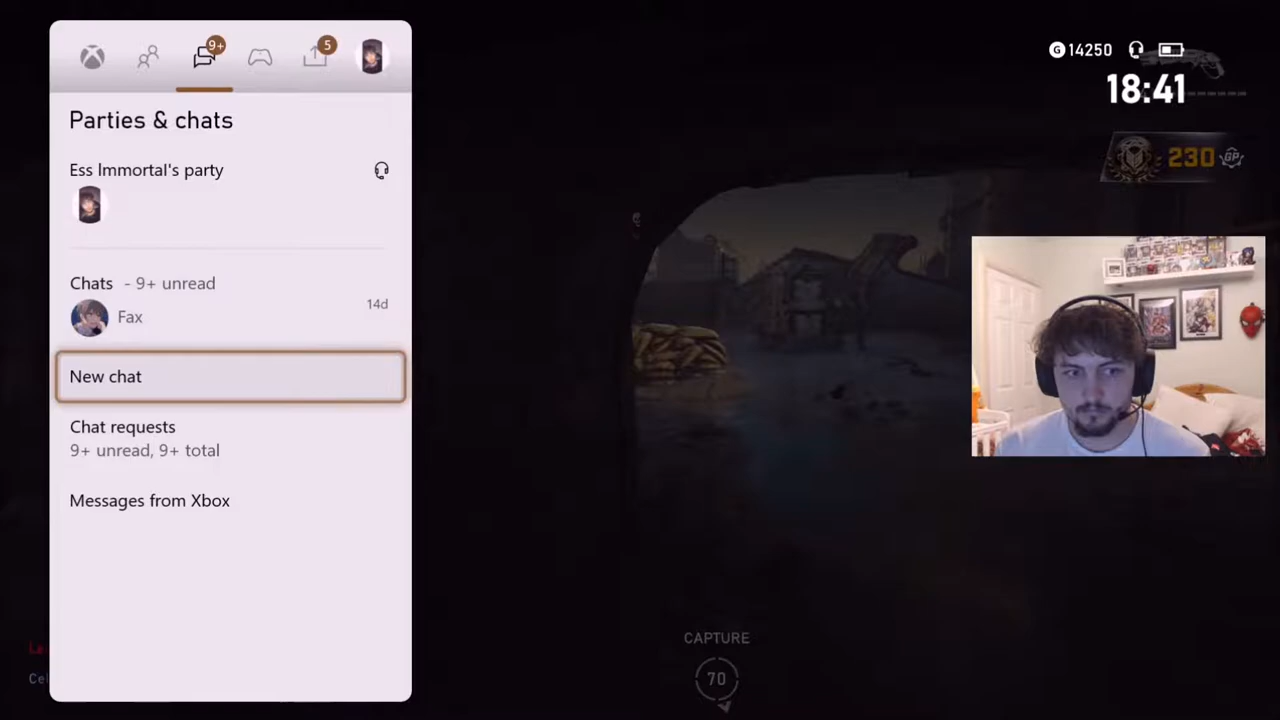 9+
5
Parties & chats
Ess Immortal's party
Chats - 9+ unread
Fax
14d
New chat
Chat requests
9+ unread, 9+ total
Messages from Xbox
G 14250
18:41
230 GP
CAPTURE
70